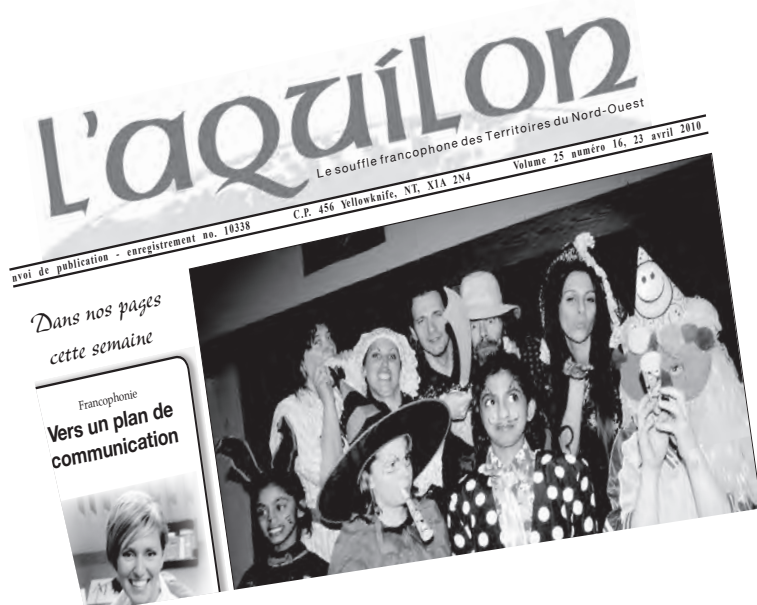 L'aquilon
Le souffle francophone des Territoires du Nord-Ouest
nvoi de publication - enregistrement no. 10338 C.P. 456 Yellowknife, NT, X1A 2N4 Volume 25 numéro 16, 23 avril 2010
Dans nos pages
cette semaine
Francophonie
Vers un plan de
communication